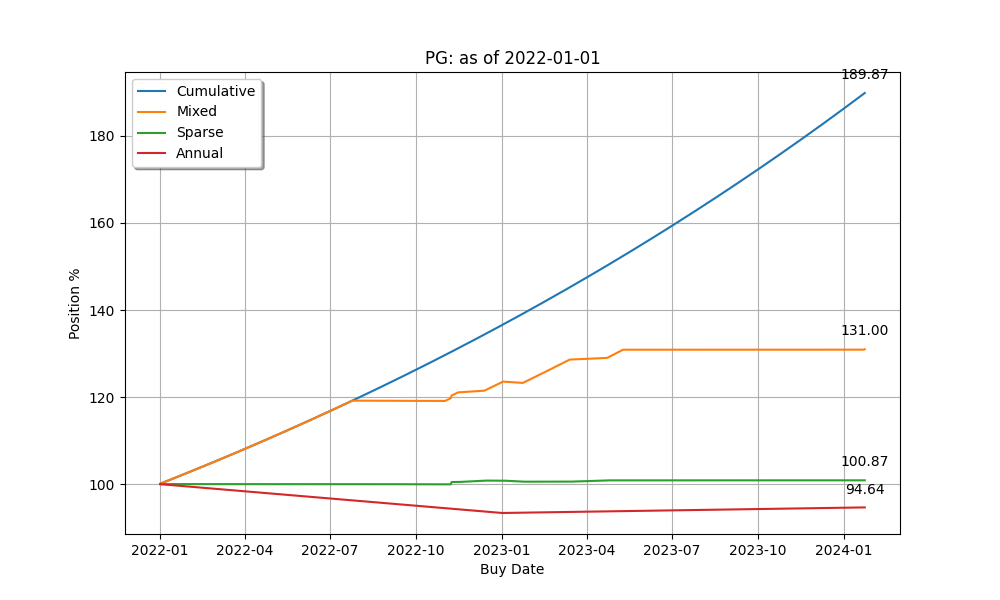 PG: as of 2022-01-01
189.87
Cumulative
Mixed
Sparse
Annual
180
160
140
120
100
Position %
131.00
100.87
94.64
2022-01 2022-04 2022-07 2022-10 2023-01 2023-04 2023-07 2023-10 2024-01
Buy Date